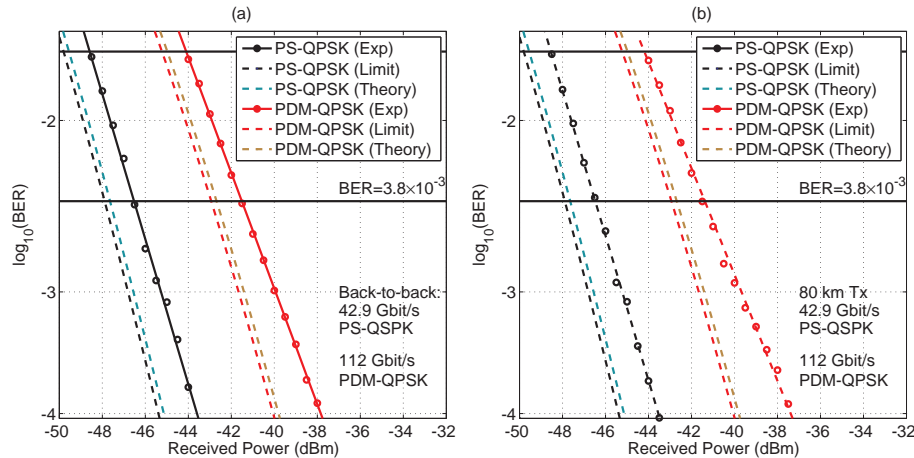 (a)
PS-QPSK (Exp)
PS-QPSK (Limit)
PS-QPSK (Theory)
PDM-QPSK (Exp)
PDM-QPSK (Limit)
PDM-QPSK (Theory)
BER=3.8×10⁻³
Back-to-back:
42.9 Gbit/s
PS-QSPK
112 Gbit/s
PDM-QPSK
log₁₀(BER)
-2
-3
-4
-50 -48 -46 -44 -42 -40 -38 -36 -34 -32
Received Power (dBm)
(b)
PS-QPSK (Exp)
PS-QPSK (Limit)
PS-QPSK (Theory)
PDM-QPSK (Exp)
PDM-QPSK (Limit)
PDM-QPSK (Theory)
BER=3.8×10⁻³
80 km Tx
42.9 Gbit/s
PS-QSPK
112 Gbit/s
PDM-QPSK
log₁₀(BER)
-2
-3
-4
-50 -48 -46 -44 -42 -40 -38 -36 -34 -32
Received Power (dBm)